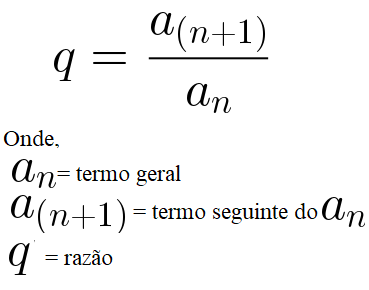 q = a(n+1) / an
Onde,
an = termo geral
a(n+1) = termo seguinte do an
q = razão